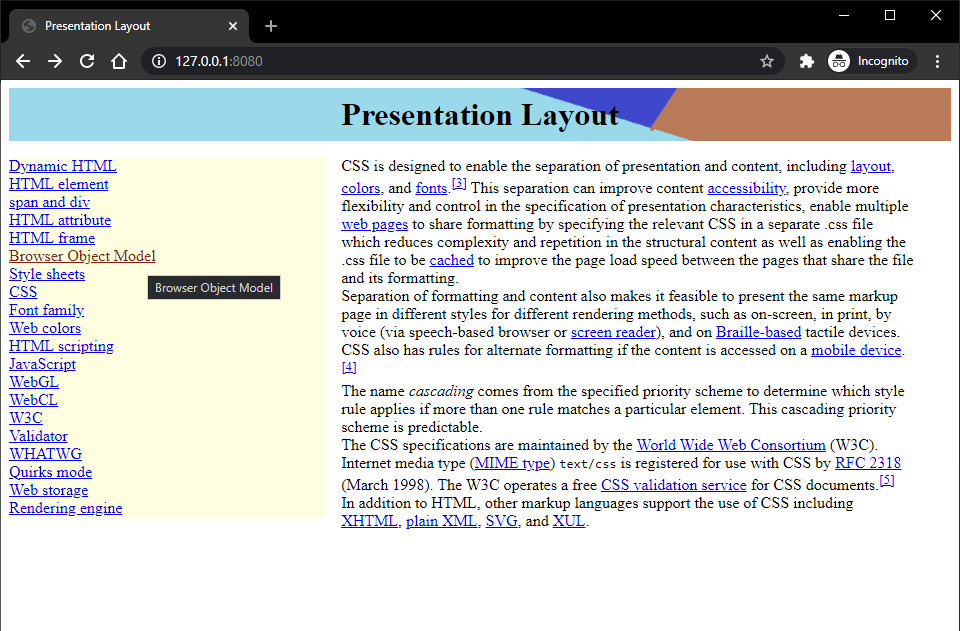 Presentation Layout
127.0.0.1:8080
Incognito
Presentation Layout
Dynamic HTML
HTML element
span and div
HTML attribute
HTML frame
Browser Object Model
Style sheets
Browser Object Model
CSS
Font family
Web colors
HTML scripting
JavaScript
WebGL
WebCL
W3C
Validator
WHATWG
Quirks mode
Web storage
Rendering engine
CSS is designed to enable the separation of presentation and content, including layout,
colors, and fonts.[3] This separation can improve content accessibility, provide more
flexibility and control in the specification of presentation characteristics, enable multiple
web pages to share formatting by specifying the relevant CSS in a separate .css file
which reduces complexity and repetition in the structural content as well as enabling the
.css file to be cached to improve the page load speed between the pages that share the file
and its formatting.
Separation of formatting and content also makes it feasible to present the same markup
page in different styles for different rendering methods, such as on-screen, in print, by
voice (via speech-based browser or screen reader), and on Braille-based tactile devices.
CSS also has rules for alternate formatting if the content is accessed on a mobile device.
[4]
The name cascading comes from the specified priority scheme to determine which style
rule applies if more than one rule matches a particular element. This cascading priority
scheme is predictable.
The CSS specifications are maintained by the World Wide Web Consortium (W3C).
Internet media type (MIME type) text/css is registered for use with CSS by RFC 2318
(March 1998). The W3C operates a free CSS validation service for CSS documents.[5]
In addition to HTML, other markup languages support the use of CSS including
XHTML, plain XML, SVG, and XUL.